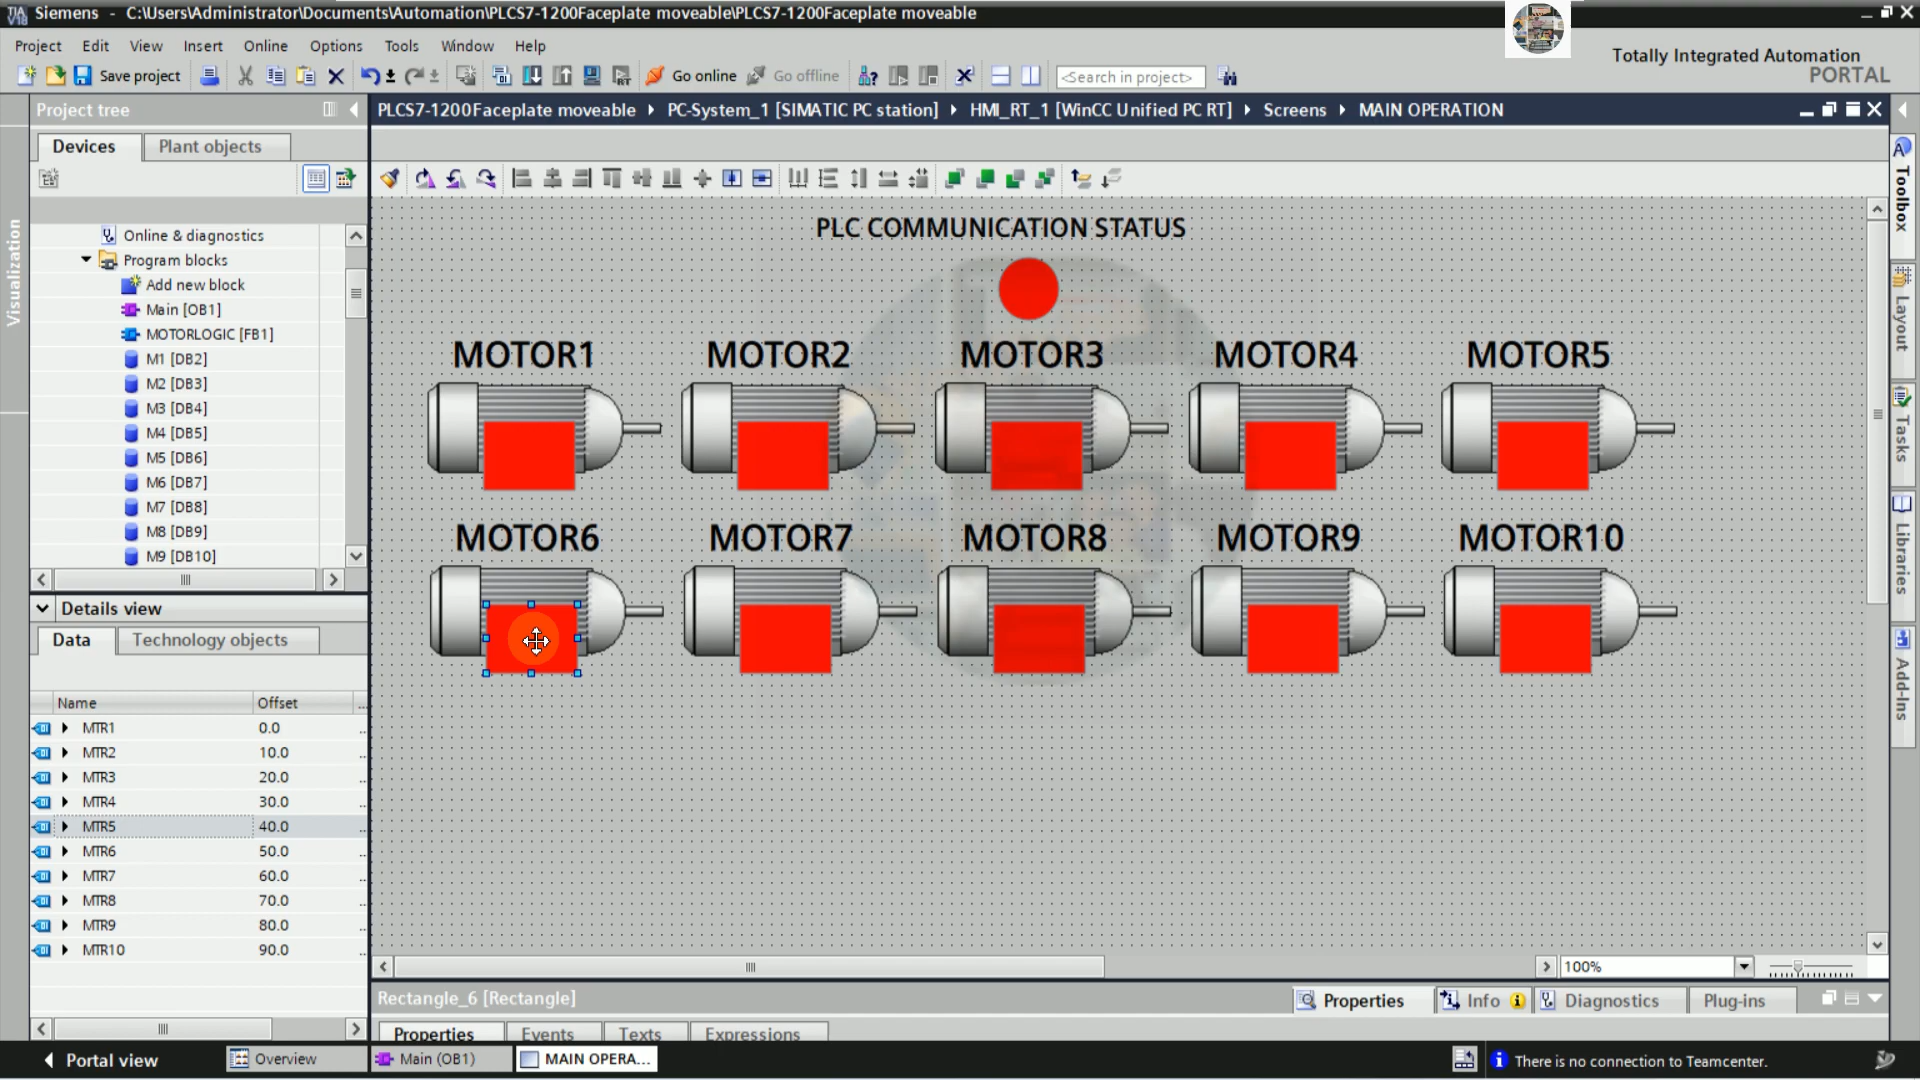 Siemens - C:\Users\Administrator\Documents\Automation\PLCS7-1200Faceplate moveable\PLCS7-1200Faceplate moveable
Project Edit View Insert Online Options Tools Window Help
Totally Integrated Automation
PORTAL
Save project
Go online
Go offline
<Search in project>
Project tree
PLCS7-1200Faceplate moveable
PC-System_1 [SIMATIC PC station]
HMI_RT_1 [WinCC Unified PC RT]
Screens
MAIN OPERATION
Devices
Plant objects
Visualization
Online & diagnostics
Program blocks
Add new block
Main [OB1]
MOTORLOGIC [FB1]
M1 [DB2]
M2 [DB3]
M3 [DB4]
M4 [DB5]
M5 [DB6]
M6 [DB7]
M7 [DB8]
M8 [DB9]
M9 [DB10]
Details view
Data
Technology objects
Name Offset
MTR1 0.0 ...
MTR2 10.0 ...
MTR3 20.0 ...
MTR4 30.0 ...
MTR5 40.0 ...
MTR6 50.0 ...
MTR7 60.0 ...
MTR8 70.0 ...
MTR9 80.0 ...
MTR10 90.0 ...
PLC COMMUNICATION STATUS
MOTOR1 MOTOR2 MOTOR3 MOTOR4 MOTOR5
MOTOR6 MOTOR7 MOTOR8 MOTOR9 MOTOR10
100%
Toolbox
Layout
Tasks
Libraries
Add-Ins
Rectangle_6 [Rectangle]
Properties
Info
Diagnostics
Plug-ins
Properties Events Texts Expressions
Portal view
Overview
Main (OB1)
MAIN OPERA...
There is no connection to Teamcenter.